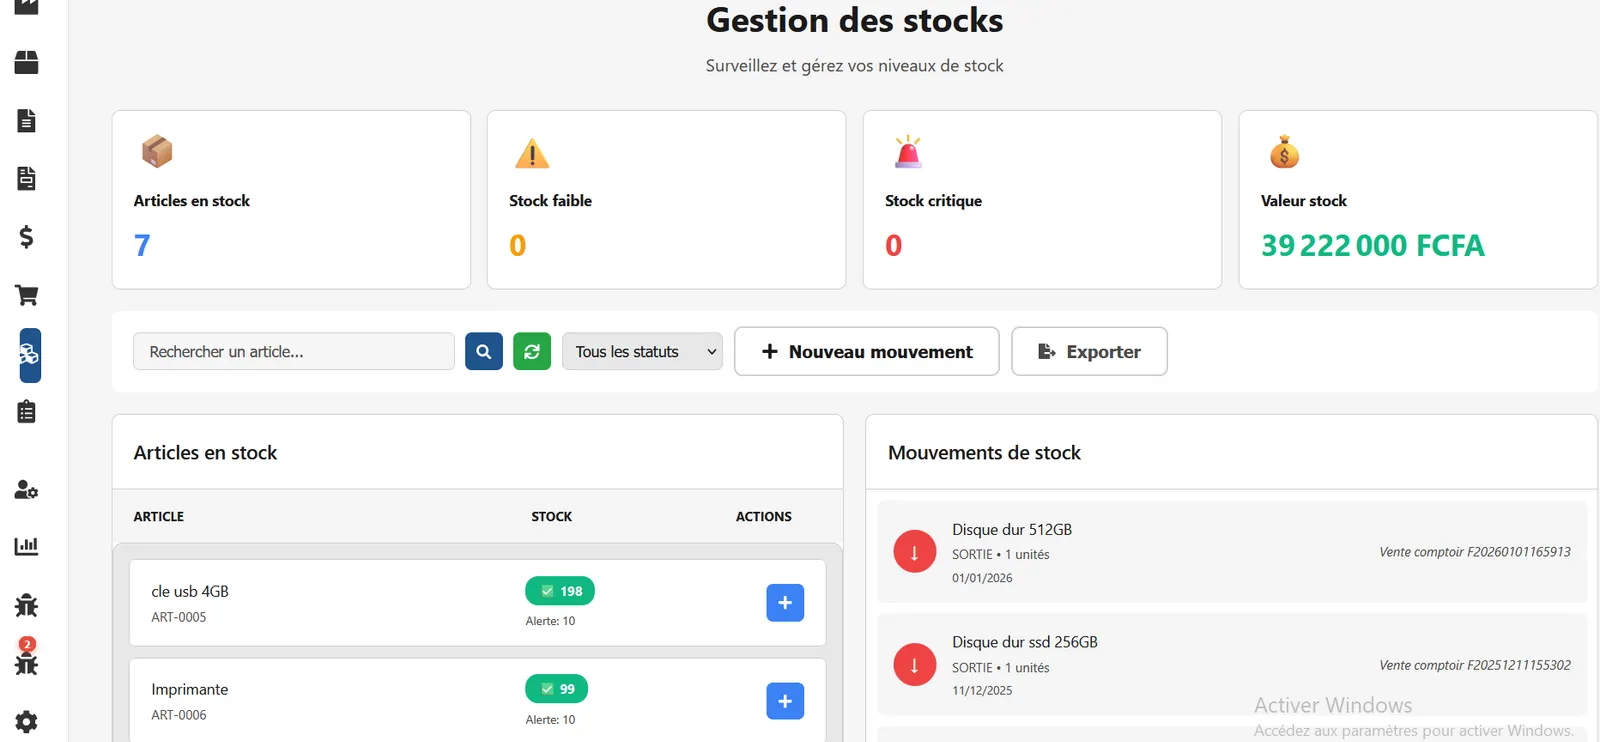 Gestion des stocks
Surveillez et gérez vos niveaux de stock
Articles en stock
7
Stock faible
0
Stock critique
0
Valeur stock
39 222 000 FCFA
Rechercher un article...
Tous les statuts
Nouveau mouvement
Exporter
Articles en stock
ARTICLE STOCK ACTIONS
cle usb 4GB
ART-0005
198
Alerte: 10
Imprimante
ART-0006
99
Alerte: 10
Mouvements de stock
Disque dur 512GB
SORTIE • 1 unités
01/01/2026
Vente comptoir F20260101165913
Disque dur ssd 256GB
SORTIE • 1 unités
11/12/2025
Vente comptoir F20251211155302
2
Activer Windows
Accédez aux paramètres pour activer Windows.